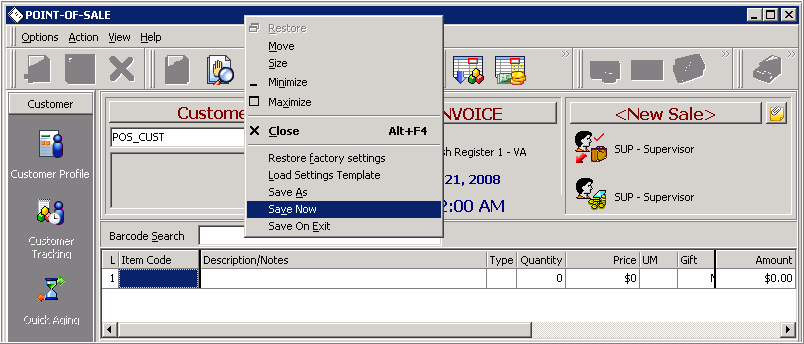 POINT-OF-SALE
Options Action View Help
Restore
Move
Size
Minimize
Maximize
Close Alt+F4
Restore factory settings
Load Settings Template
Save As
Save Now
Save On Exit
Customer
Customer Profile
Customer Tracking
Quick Aging
Custome
POS_CUST
INVOICE
sh Register 1 - VA
21, 2008
2:00 AM
<New Sale>
SUP - Supervisor
SUP - Supervisor
Barcode Search
L Item Code Description/Notes Type Quantity Price UM Gift Amount
1 0 $0 $0.00